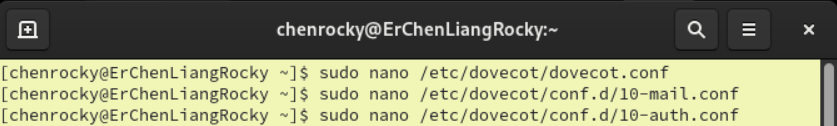 chenrocky@ErChenLiangRocky:~
[chenrocky@ErChenLiangRocky ~]$ sudo nano /etc/dovecot/dovecot.conf
[chenrocky@ErChenLiangRocky ~]$ sudo nano /etc/dovecot/conf.d/10-mail.conf
[chenrocky@ErChenLiangRocky ~]$ sudo nano /etc/dovecot/conf.d/10-auth.conf